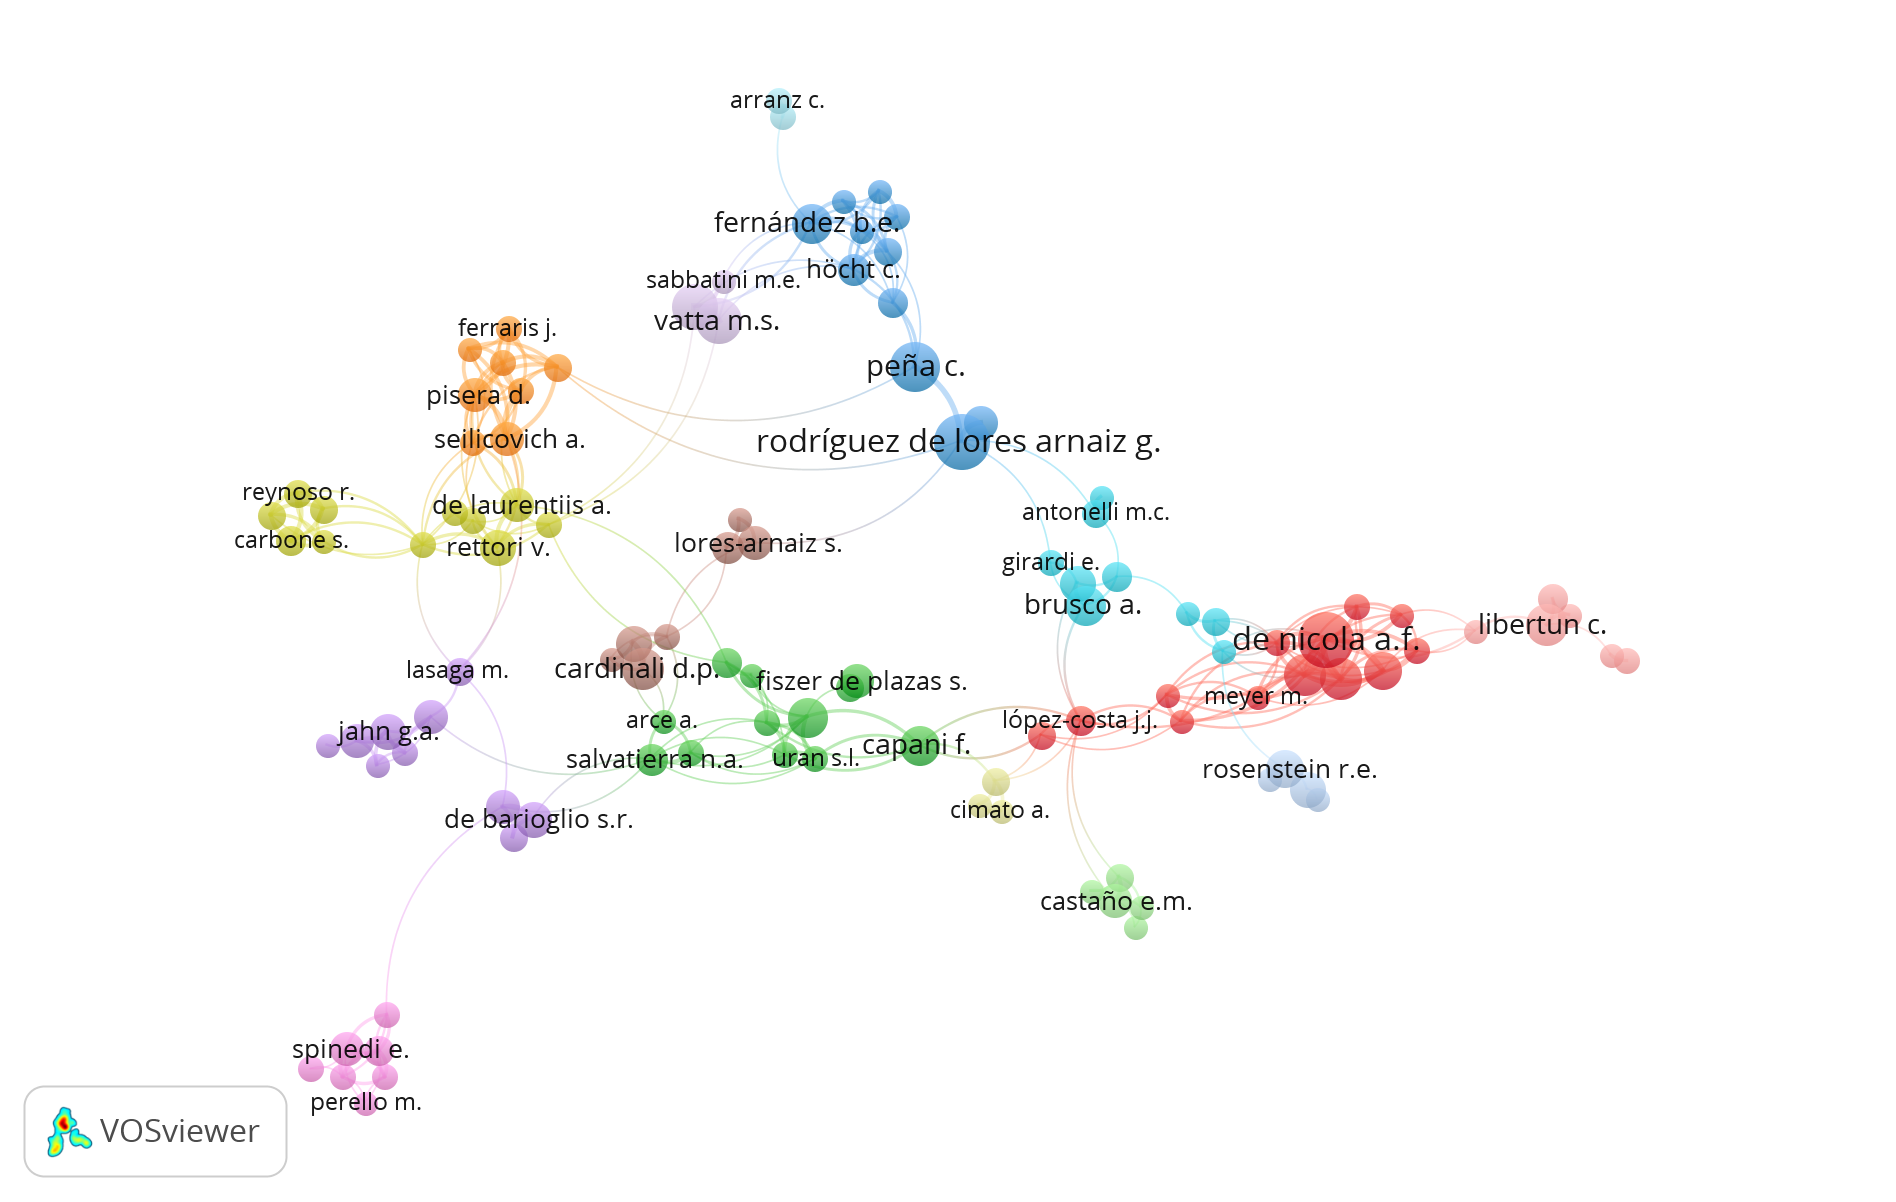 arranz c.
fernández b.e.
höcht c.
sabbatini m.e.
vatta m.s.
ferraris j.
peña c.
pisera d.
seilicovich a.
rodríguez de lores arnaiz g.
reynoso r.
de laurentiis a.
antonelli m.c.
carbone s.
rettori v.
lores-arnaiz s.
girardi e.
brusco a.
libertun c.
de nicola a.f.
lasaga m.
cardinali d.p.
fiszer de plazas s.
meyer m.
arce a.
lópez-costa j.j.
jahn g.a.
capani f.
salvatierra n.a.
uran s.l.
rosenstein r.e.
cimato a.
de barioglio s.r.
castaño e.m.
spinedi e.
perello m.
VOSviewer